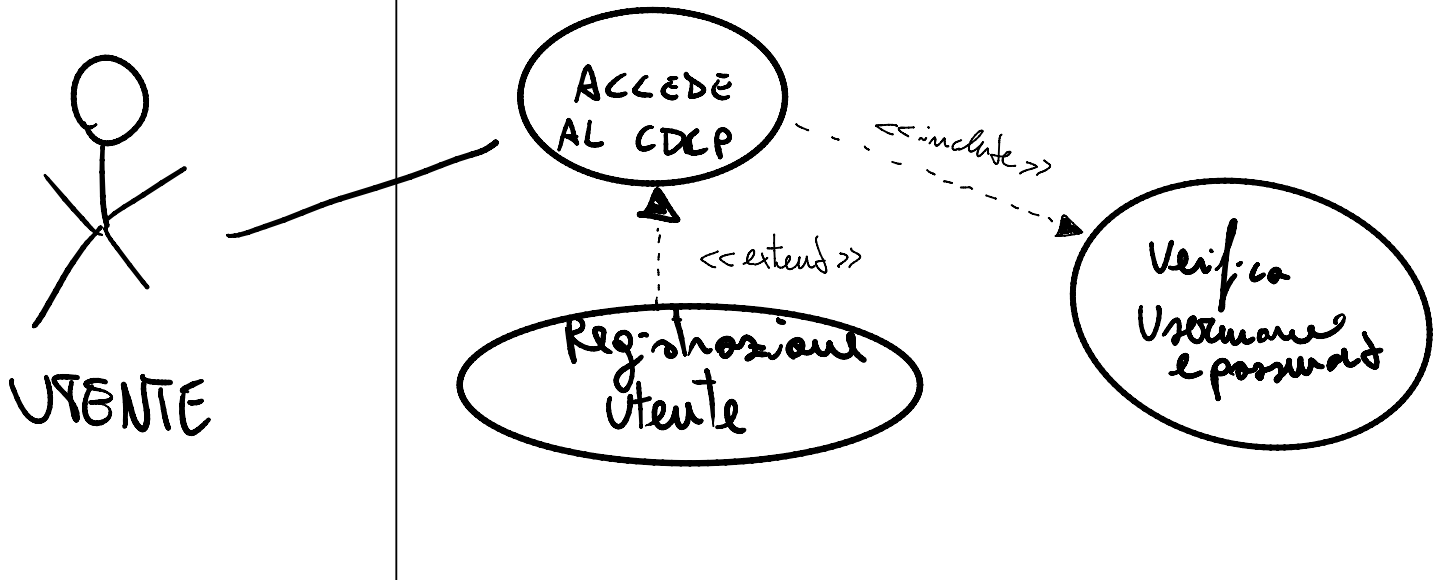 ACCEDE
AL CDCP
<<include>>
<<extend>>
Verifica
Username
e password
Registrazione
Utente
UTENTE